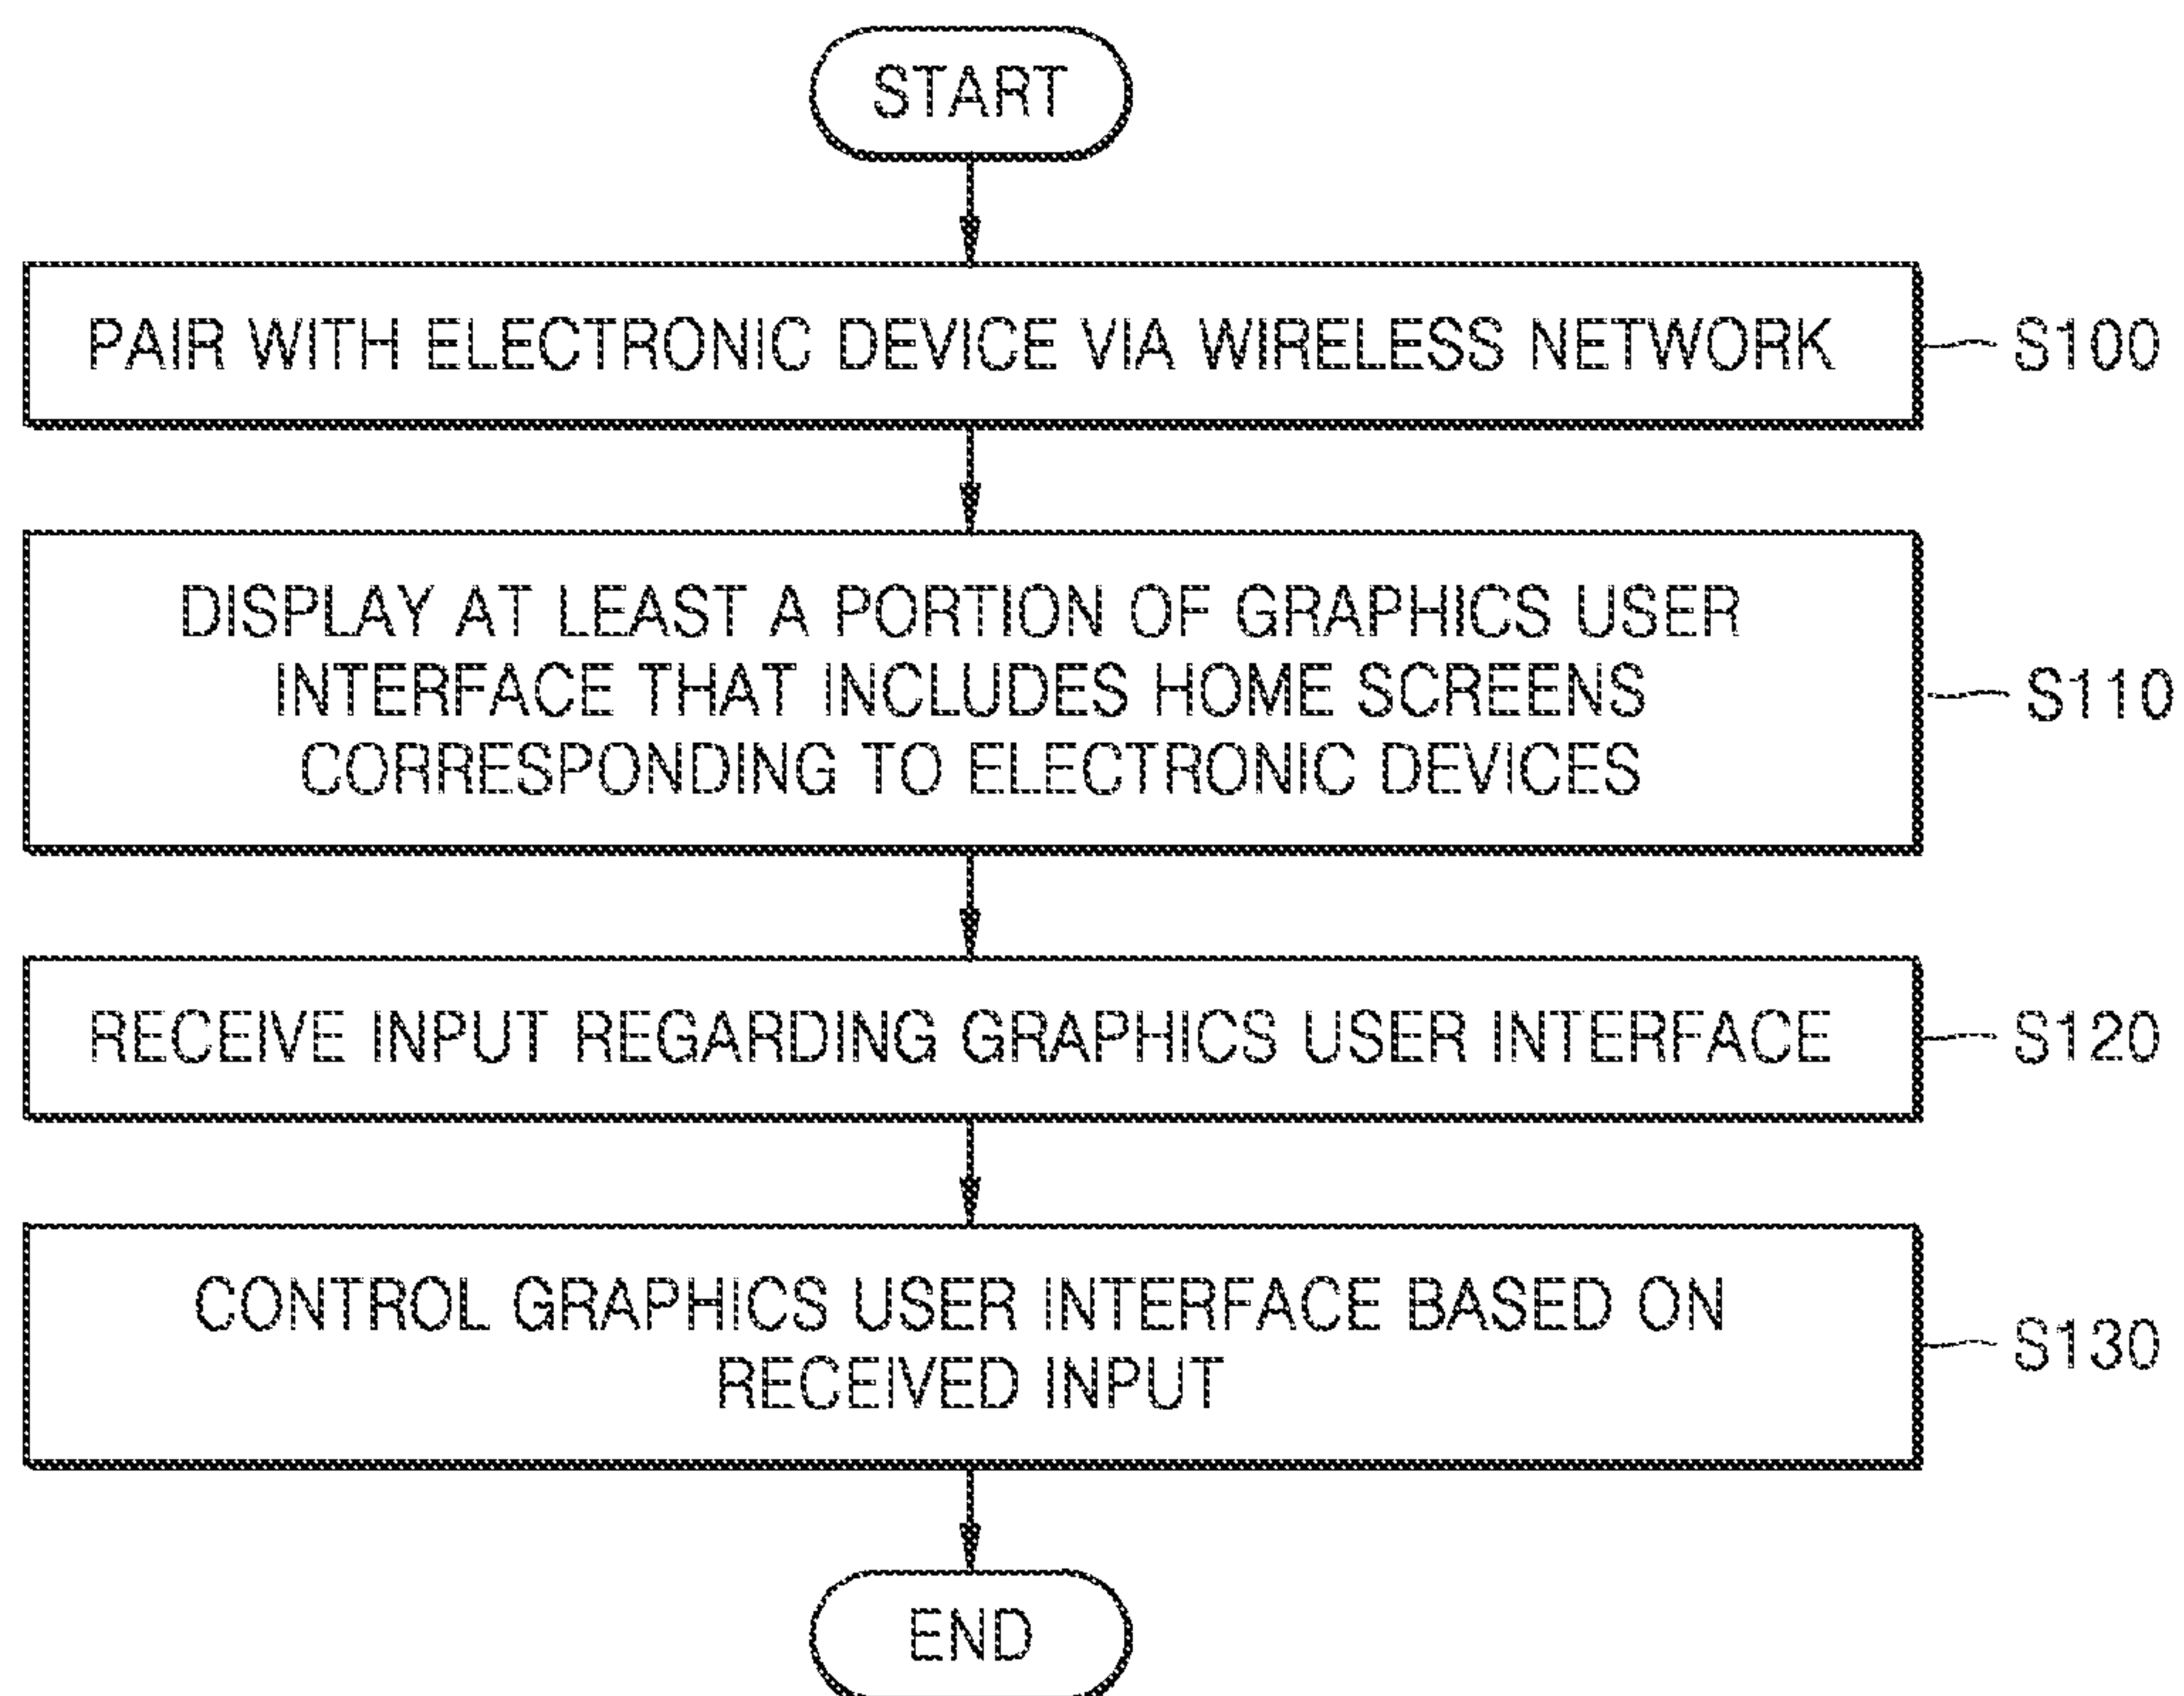 START
PAIR WITH ELECTRONIC DEVICE VIA WIRELESS NETWORK
S100
DISPLAY AT LEAST A PORTION OF GRAPHICS USER
INTERFACE THAT INCLUDES HOME SCREENS
CORRESPONDING TO ELECTRONIC DEVICES
S110
RECEIVE INPUT REGARDING GRAPHICS USER INTERFACE
S120
CONTROL GRAPHICS USER INTERFACE BASED ON
RECEIVED INPUT
S130
END